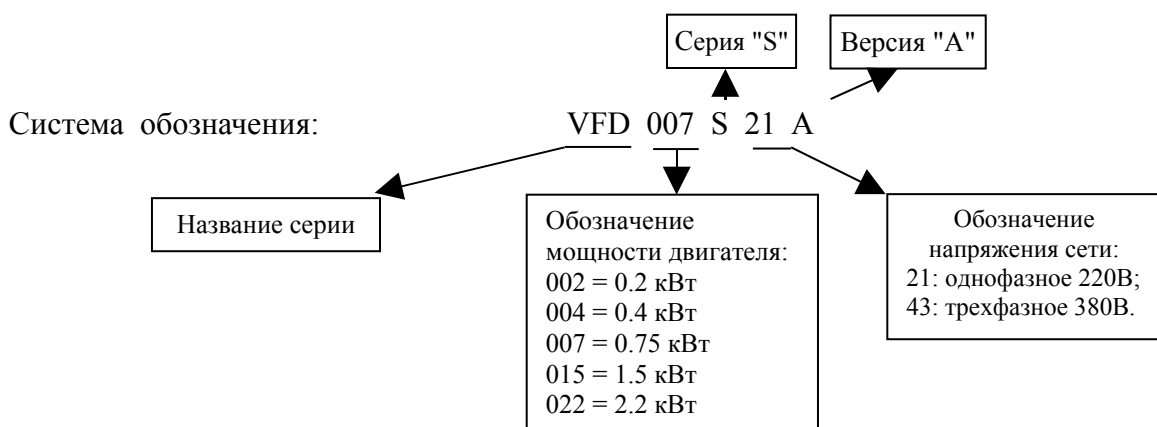 Серия "S"
Версия "A"
Система обозначения:
VFD 007 S 21 A
Название серии
Обозначение
мощности двигателя:
002 = 0.2 кВт
004 = 0.4 кВт
007 = 0.75 кВт
015 = 1.5 кВт
022 = 2.2 кВт
Обозначение
напряжения сети:
21: однофазное 220В;
43: трехфазное 380В.